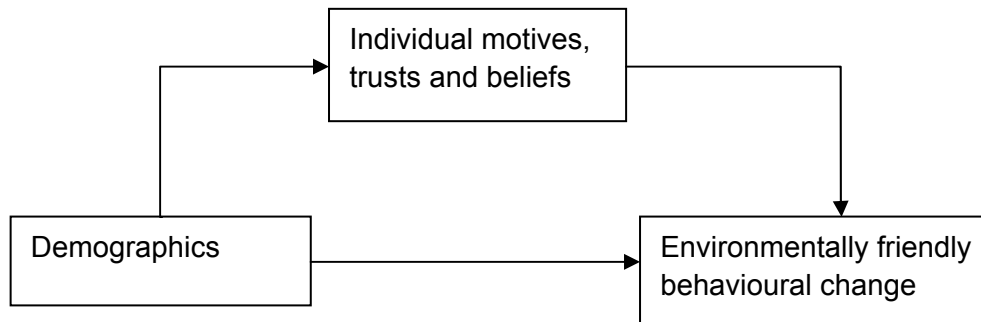 Individual motives,
trusts and beliefs
Demographics
Environmentally friendly
behavioural change